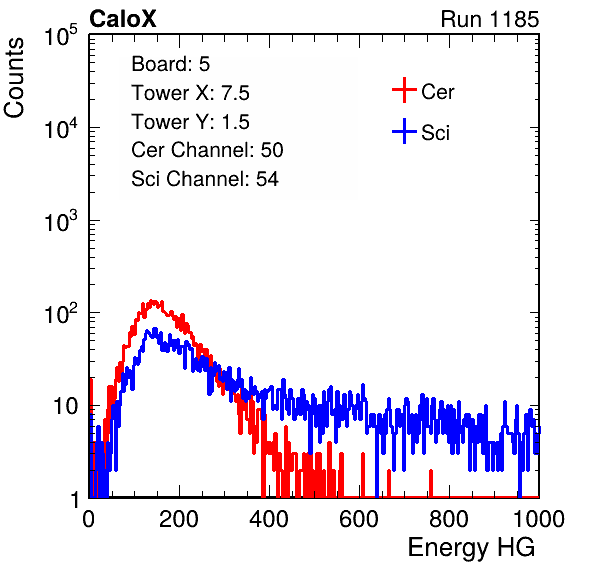 CaloX Run 1185
Counts
10^5
10^4
10^3
10^2
10
1
Board: 5
Tower X: 7.5
Tower Y: 1.5
Cer Channel: 50
Sci Channel: 54
Cer
Sci
0 200 400 600 800 1000
Energy HG